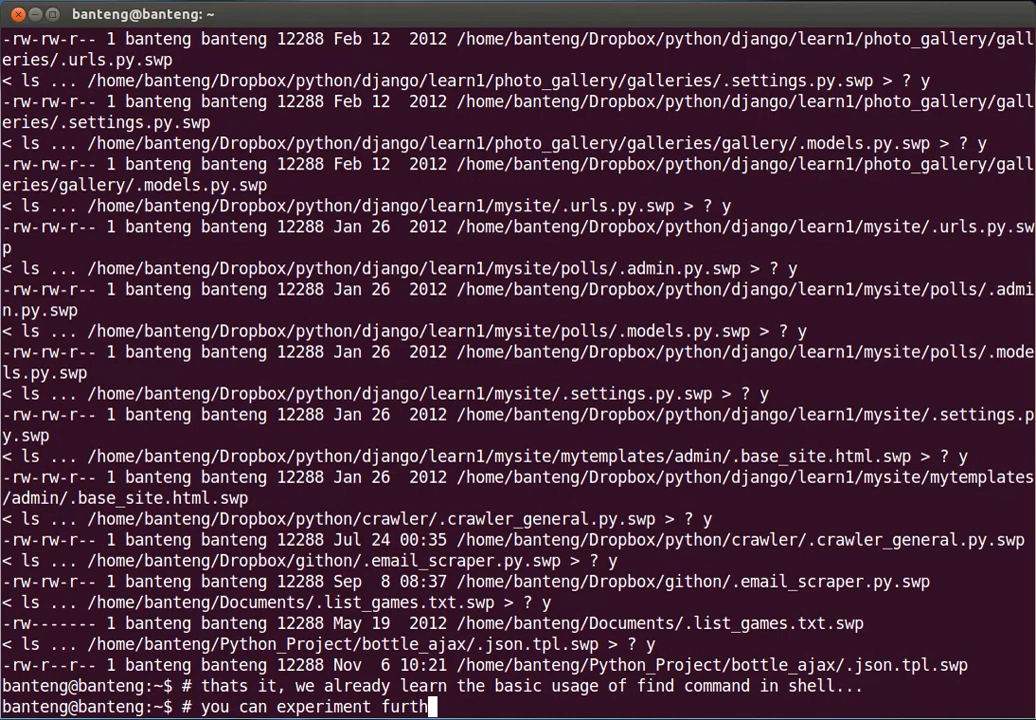 banteng@banteng: ~
-rw-rw-r-- 1 banteng banteng 12288 Feb 12  2012 /home/banteng/Dropbox/python/django/learn1/photo_gallery/gall
eries/.urls.py.swp
< ls ... /home/banteng/Dropbox/python/django/learn1/photo_gallery/galleries/.settings.py.swp > ? y
-rw-rw-r-- 1 banteng banteng 12288 Feb 12  2012 /home/banteng/Dropbox/python/django/learn1/photo_gallery/gall
eries/.settings.py.swp
< ls ... /home/banteng/Dropbox/python/django/learn1/photo_gallery/galleries/gallery/.models.py.swp > ? y
-rw-rw-r-- 1 banteng banteng 12288 Feb 12  2012 /home/banteng/Dropbox/python/django/learn1/photo_gallery/gall
eries/gallery/.models.py.swp
< ls ... /home/banteng/Dropbox/python/django/learn1/mysite/.urls.py.swp > ? y
-rw-rw-r-- 1 banteng banteng 12288 Jan 26  2012 /home/banteng/Dropbox/python/django/learn1/mysite/.urls.py.sw
p
< ls ... /home/banteng/Dropbox/python/django/learn1/mysite/polls/.admin.py.swp > ? y
-rw-rw-r-- 1 banteng banteng 12288 Jan 26  2012 /home/banteng/Dropbox/python/django/learn1/mysite/polls/.admi
n.py.swp
< ls ... /home/banteng/Dropbox/python/django/learn1/mysite/polls/.models.py.swp > ? y
-rw-rw-r-- 1 banteng banteng 12288 Jan 26  2012 /home/banteng/Dropbox/python/django/learn1/mysite/polls/.mode
ls.py.swp
< ls ... /home/banteng/Dropbox/python/django/learn1/mysite/.settings.py.swp > ? y
-rw-rw-r-- 1 banteng banteng 12288 Jan 26  2012 /home/banteng/Dropbox/python/django/learn1/mysite/.settings.p
y.swp
< ls ... /home/banteng/Dropbox/python/django/learn1/mysite/mytemplates/admin/.base_site.html.swp > ? y
-rw-rw-r-- 1 banteng banteng 12288 Jan 26  2012 /home/banteng/Dropbox/python/django/learn1/mysite/mytemplates
/admin/.base_site.html.swp
< ls ... /home/banteng/Dropbox/python/crawler/.crawler_general.py.swp > ? y
-rw-rw-r-- 1 banteng banteng 12288 Jul 24 00:35 /home/banteng/Dropbox/python/crawler/.crawler_general.py.swp
< ls ... /home/banteng/Dropbox/githon/.email_scraper.py.swp > ? y
-rw-rw-r-- 1 banteng banteng 12288 Sep  8 08:37 /home/banteng/Dropbox/githon/.email_scraper.py.swp
< ls ... /home/banteng/Documents/.list_games.txt.swp > ? y
-rw------- 1 banteng banteng 12288 May 19  2012 /home/banteng/Documents/.list_games.txt.swp
< ls ... /home/banteng/Python_Project/bottle_ajax/.json.tpl.swp > ? y
-rw-r--r-- 1 banteng banteng 12288 Nov  6 10:21 /home/banteng/Python_Project/bottle_ajax/.json.tpl.swp
banteng@banteng:~$ # thats it, we already learn the basic usage of find command in shell...
banteng@banteng:~$ # you can experiment furth